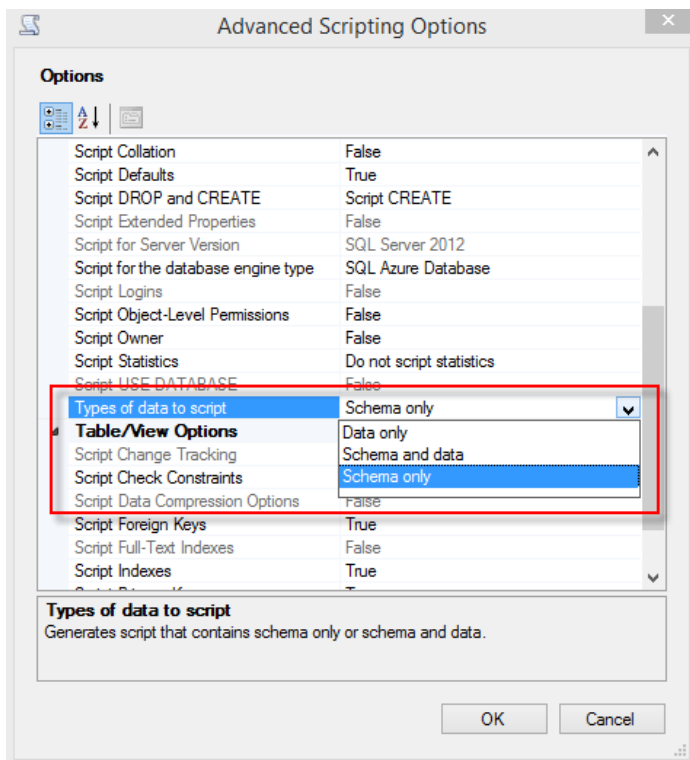 Advanced Scripting Options
Options
Script Collation False
Script Defaults True
Script DROP and CREATE Script CREATE
Script Extended Properties False
Script for Server Version SQL Server 2012
Script for the database engine type SQL Azure Database
Script Logins False
Script Object-Level Permissions False
Script Owner False
Script Statistics Do not script statistics
Script USE DATABASE False
Types of data to script Schema only
Table/View Options Data only
Script Change Tracking Schema and data
Script Check Constraints Schema only
Script Data Compression Options False
Script Foreign Keys True
Script Full-Text Indexes False
Script Indexes True
Types of data to script
Generates script that contains schema only or schema and data.
OK Cancel